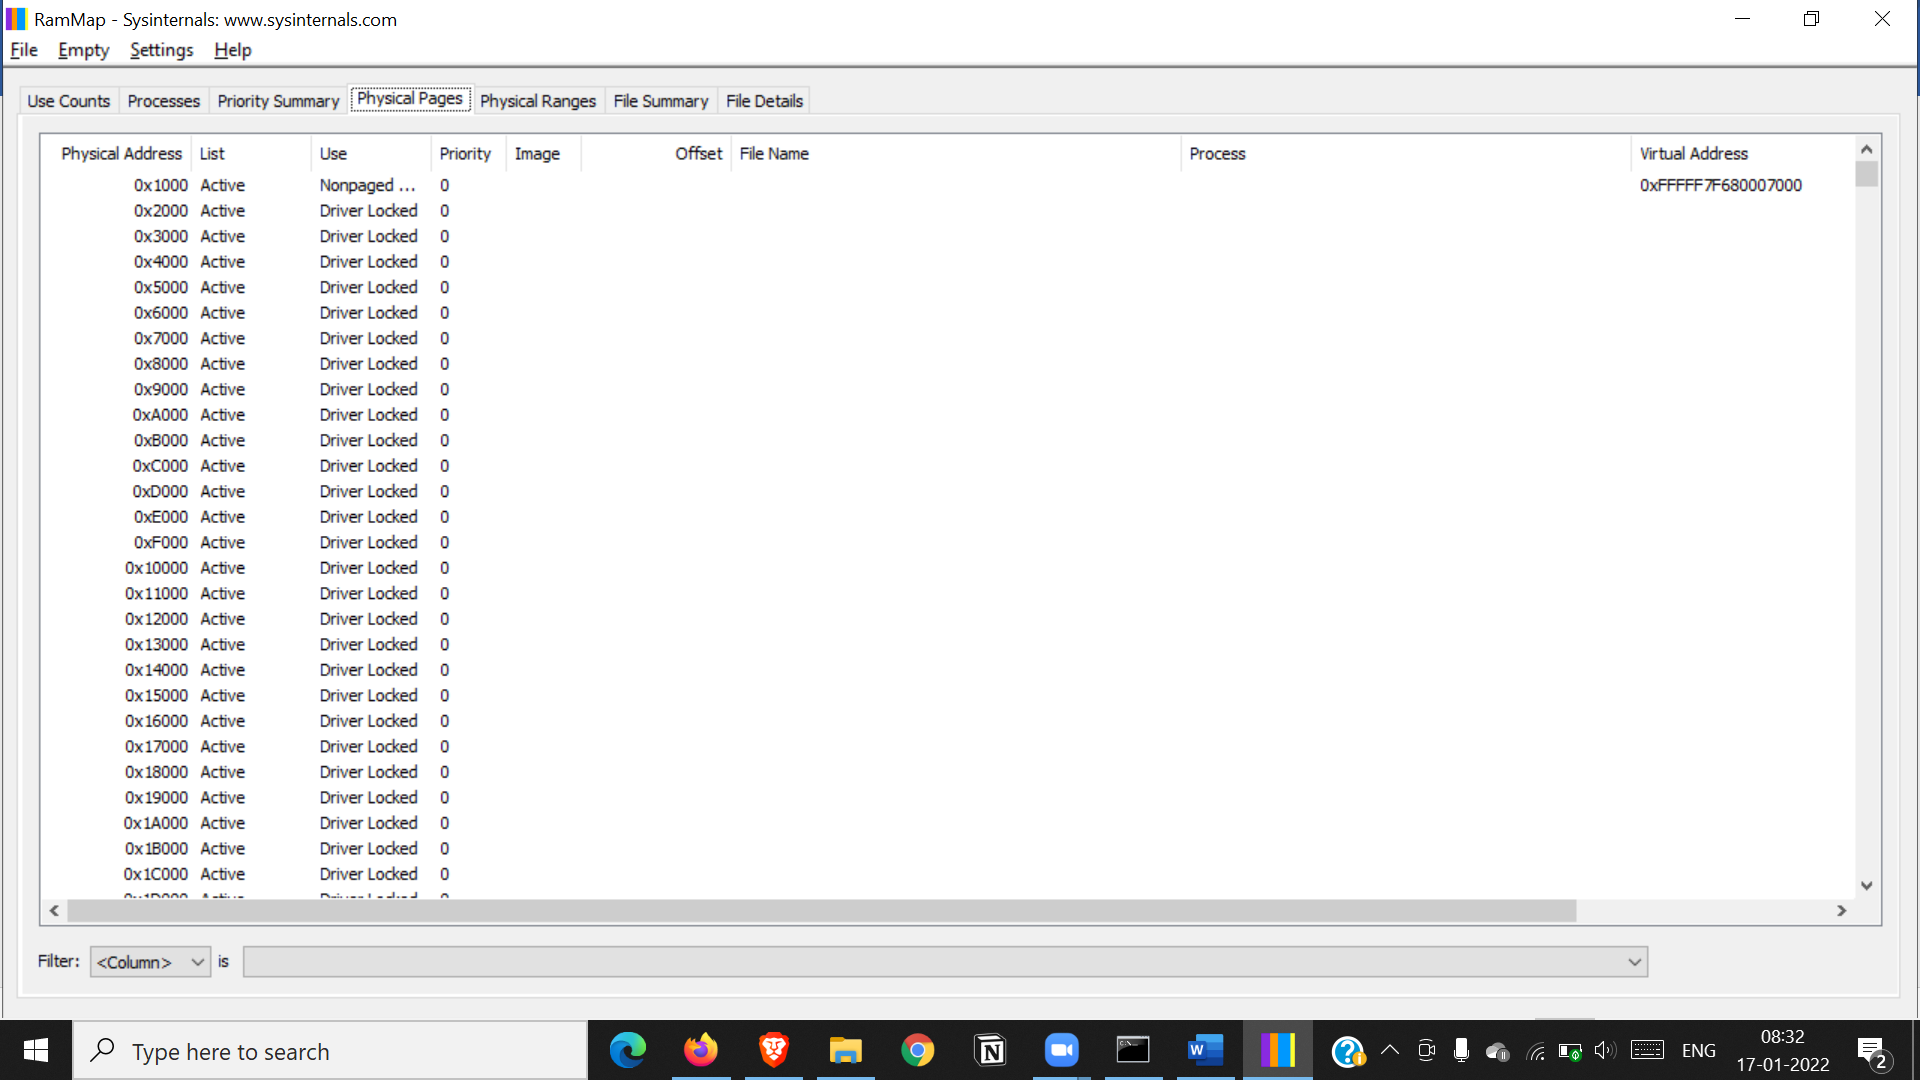 RamMap - Sysinternals: www.sysinternals.com
File Empty Settings Help
Use Counts Processes Priority Summary Physical Pages Physical Ranges File Summary File Details
Physical Address List Use Priority Image Offset File Name Process Virtual Address
0x1000 Active Nonpaged ... 0 0xFFFFF7F680007000
0x2000 Active Driver Locked 0
0x3000 Active Driver Locked 0
0x4000 Active Driver Locked 0
0x5000 Active Driver Locked 0
0x6000 Active Driver Locked 0
0x7000 Active Driver Locked 0
0x8000 Active Driver Locked 0
0x9000 Active Driver Locked 0
0xA000 Active Driver Locked 0
0xB000 Active Driver Locked 0
0xC000 Active Driver Locked 0
0xD000 Active Driver Locked 0
0xE000 Active Driver Locked 0
0xF000 Active Driver Locked 0
0x10000 Active Driver Locked 0
0x11000 Active Driver Locked 0
0x12000 Active Driver Locked 0
0x13000 Active Driver Locked 0
0x14000 Active Driver Locked 0
0x15000 Active Driver Locked 0
0x16000 Active Driver Locked 0
0x17000 Active Driver Locked 0
0x18000 Active Driver Locked 0
0x19000 Active Driver Locked 0
0x1A000 Active Driver Locked 0
0x1B000 Active Driver Locked 0
0x1C000 Active Driver Locked 0
Filter: <Column> is
Type here to search
ENG
08:32
17-01-2022
2